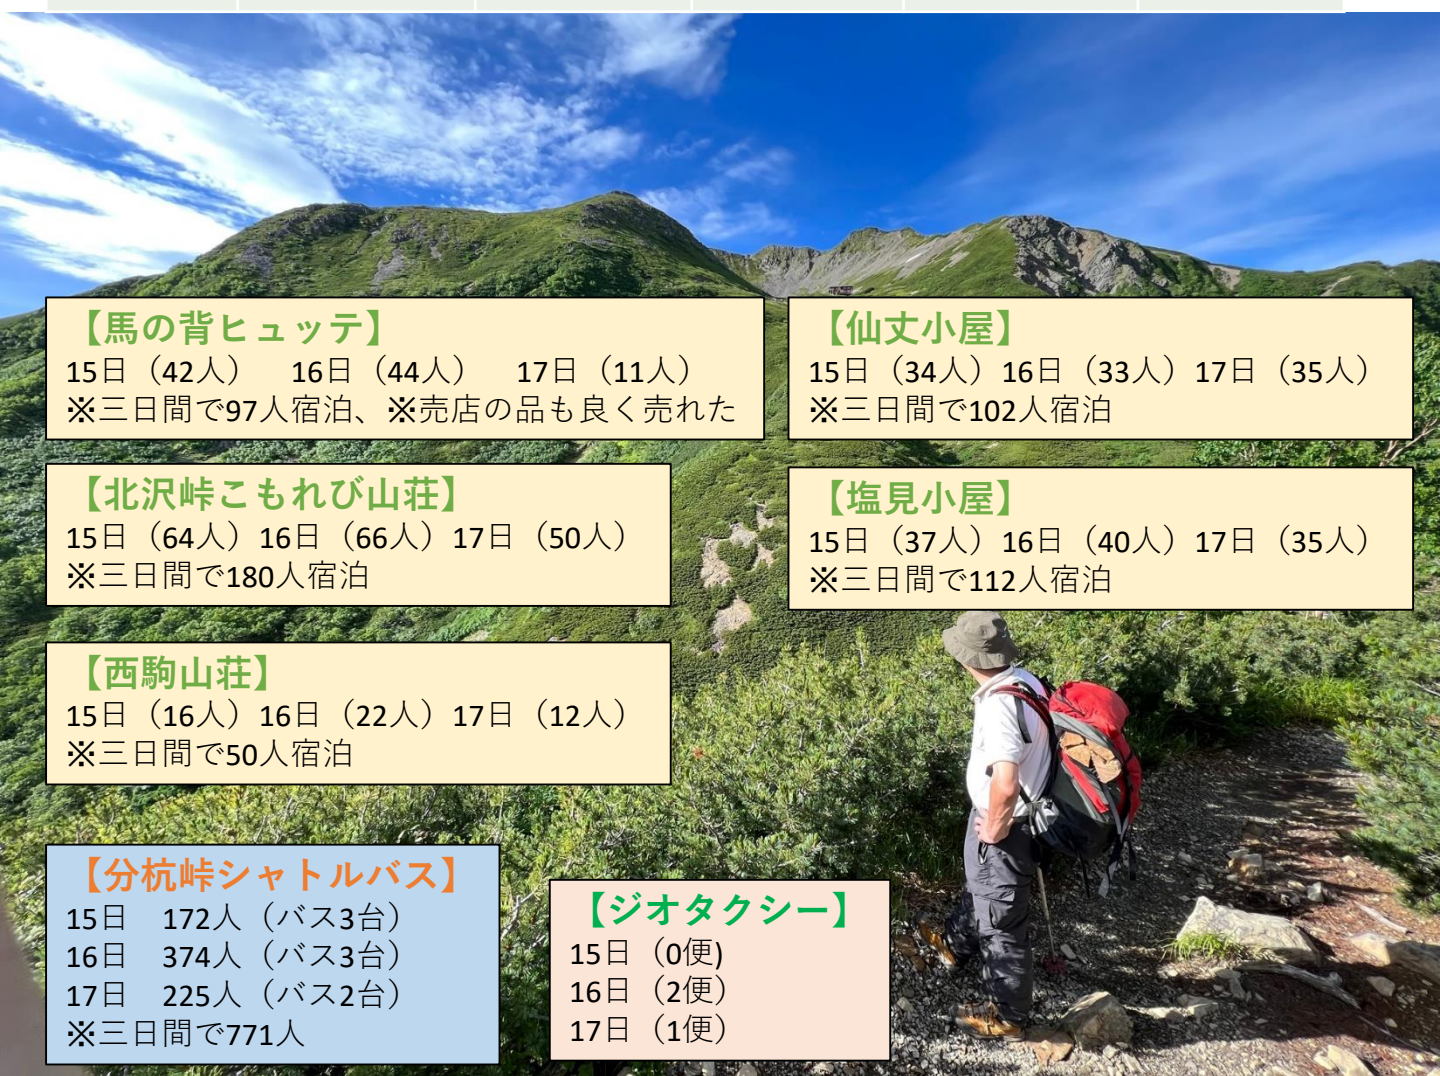 【馬の背ヒュッテ】
15日（42人）　16日（44人）　17日（11人）
※三日間で97人宿泊、※売店の品も良く売れた
【仙丈小屋】
15日（34人）16日（33人）17日（35人）
※三日間で102人宿泊
【北沢峠こもれび山荘】
15日（64人）16日（66人）17日（50人）
※三日間で180人宿泊
【塩見小屋】
15日（37人）16日（40人）17日（35人）
※三日間で112人宿泊
【西駒山荘】
15日（16人）16日（22人）17日（12人）
※三日間で50人宿泊
【分杭峠シャトルバス】
15日　172人（バス3台）
16日　374人（バス3台）
17日　225人（バス2台）
※三日間で771人
【ジオタクシー】
15日（0便)
16日（2便）
17日（1便）